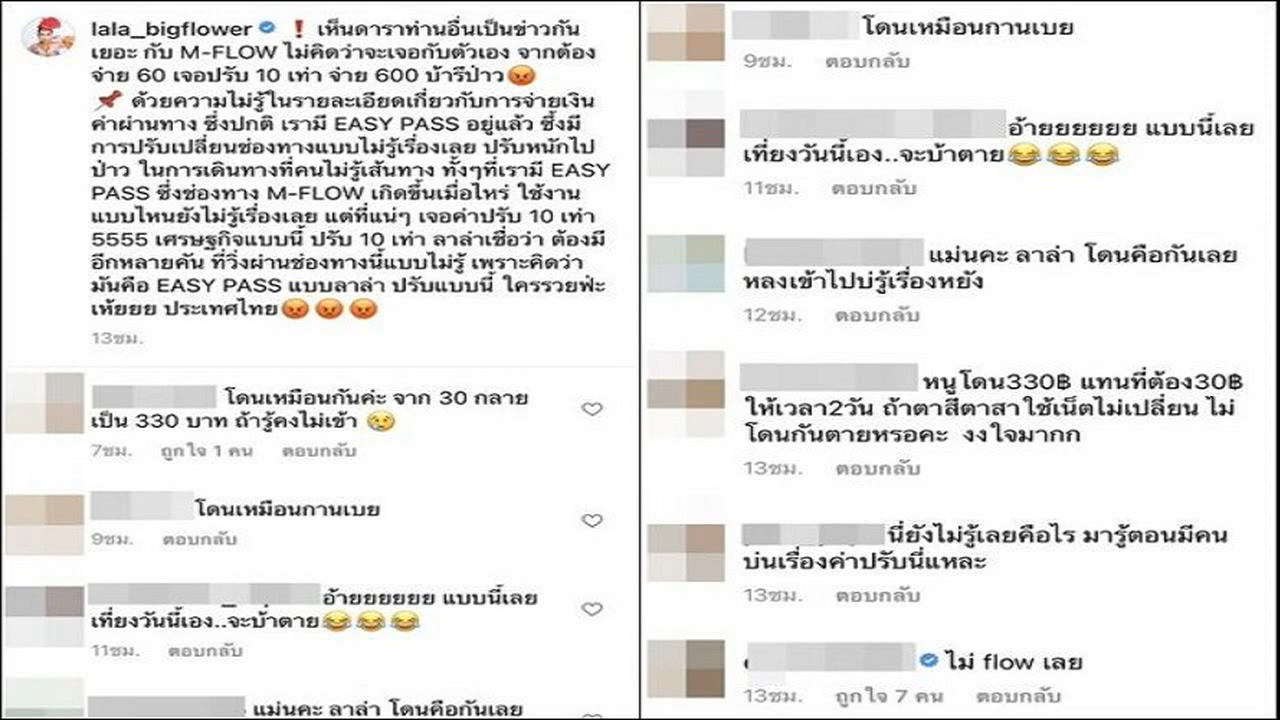 lala_bigflower ❗ เห็นดาราท่านอื่นเป็นข่าวกัน
เยอะ กับ M-FLOW ไม่คิดว่าจะเจอกับตัวเอง จากต้อง
จ่าย 60 เจอปรับ 10 เท่า จ่าย 600 บ้ารึป่าว😡
📌 ด้วยความไม่รู้ในรายละเอียดเกี่ยวกับการจ่ายเงิน
ค่าผ่านทาง ซึ่งปกติ เรามี EASY PASS อยู่แล้ว ซึ้งมี
การปรับเปลี่ยนช่องทางแบบไม่รู้เรื่องเลย ปรับหนักไป
ป่าว ในการเดินทางที่คนไม่รู้เส้นทาง ทั้งๆที่เรามี EASY
PASS ซึ่งช่องทาง M-FLOW เกิดขึ้นเมื่อไหร่ ใช้งาน
แบบไหนยังไม่รู้เรื่องเลย แต่ที่แน่ๆ เจอค่าปรับ 10 เท่า
5555 เศรษฐกิจแบบนี้ ปรับ 10 เท่า ลาล่าเชื่อว่า ต้องมี
อีกหลายคัน ที่วิ่งผ่านช่องทางนี้แบบไม่รู้ เพราะคิดว่า
มันคือ EASY PASS แบบลาล่า ปรับแบบนี้ ใครรวยฟ่ะ
เห้ยยย ประเทศไทย😡😡😡
13ชม.
โดนเหมือนกันค่ะ จาก 30 กลาย
เป็น 330 บาท ถ้ารู้คงไม่เข้า 😢
7ชม. ถูกใจ 1 คน ตอบกลับ
โดนเหมือนกานเบย
9ชม. ตอบกลับ
อ้ายยยยยย แบบนี้เลย
เที่ยงวันนี้เอง..จะบ้าตาย😂😂😂
11ชม. ตอบกลับ
แม่นคะ ลาล่า โดนคือกันเลย
โดนเหมือนกานเบย
9ชม. ตอบกลับ
อ้ายยยยยย แบบนี้เลย
เที่ยงวันนี้เอง..จะบ้าตาย😂😂😂
11ชม. ตอบกลับ
แม่นคะ ลาล่า โดนคือกันเลย
หลงเข้าไปบ่รู้เรื่องหยัง
12ชม. ตอบกลับ
หนูโดน330฿ แทนที่ต้อง30฿
ให้เวลา2วัน ถ้าตาสีตาสาใช้เน็ตไม่เปลี่ยน ไม่
โดนกันตายหรอคะ งงใจมากก
13ชม. ตอบกลับ
นี่ยังไม่รู้เลยคือไร มารู้ตอนมีคน
บ่นเรื่องค่าปรับนี่แหละ
13ชม. ตอบกลับ
ไม่ flow เลย
13ชม. ถูกใจ 7 คน ตอบกลับ